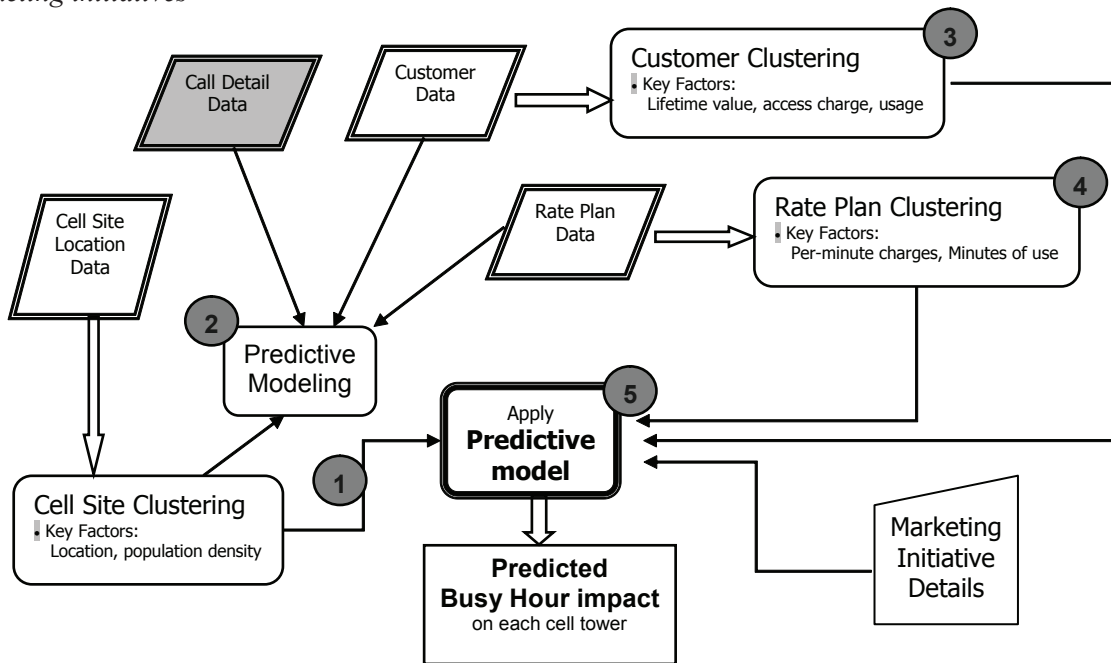 Call Detail
Data
Customer
Data
3
Customer Clustering
• Key Factors:
Lifetime value, access charge, usage
Cell Site
Location
Data
Rate Plan
Data
4
Rate Plan Clustering
• Key Factors:
Per-minute charges, Minutes of use
2
Predictive
Modeling
5
Apply
Predictive
model
1
Cell Site Clustering
• Key Factors:
Location, population density
Marketing
Initiative
Details
Predicted
Busy Hour impact
on each cell tower